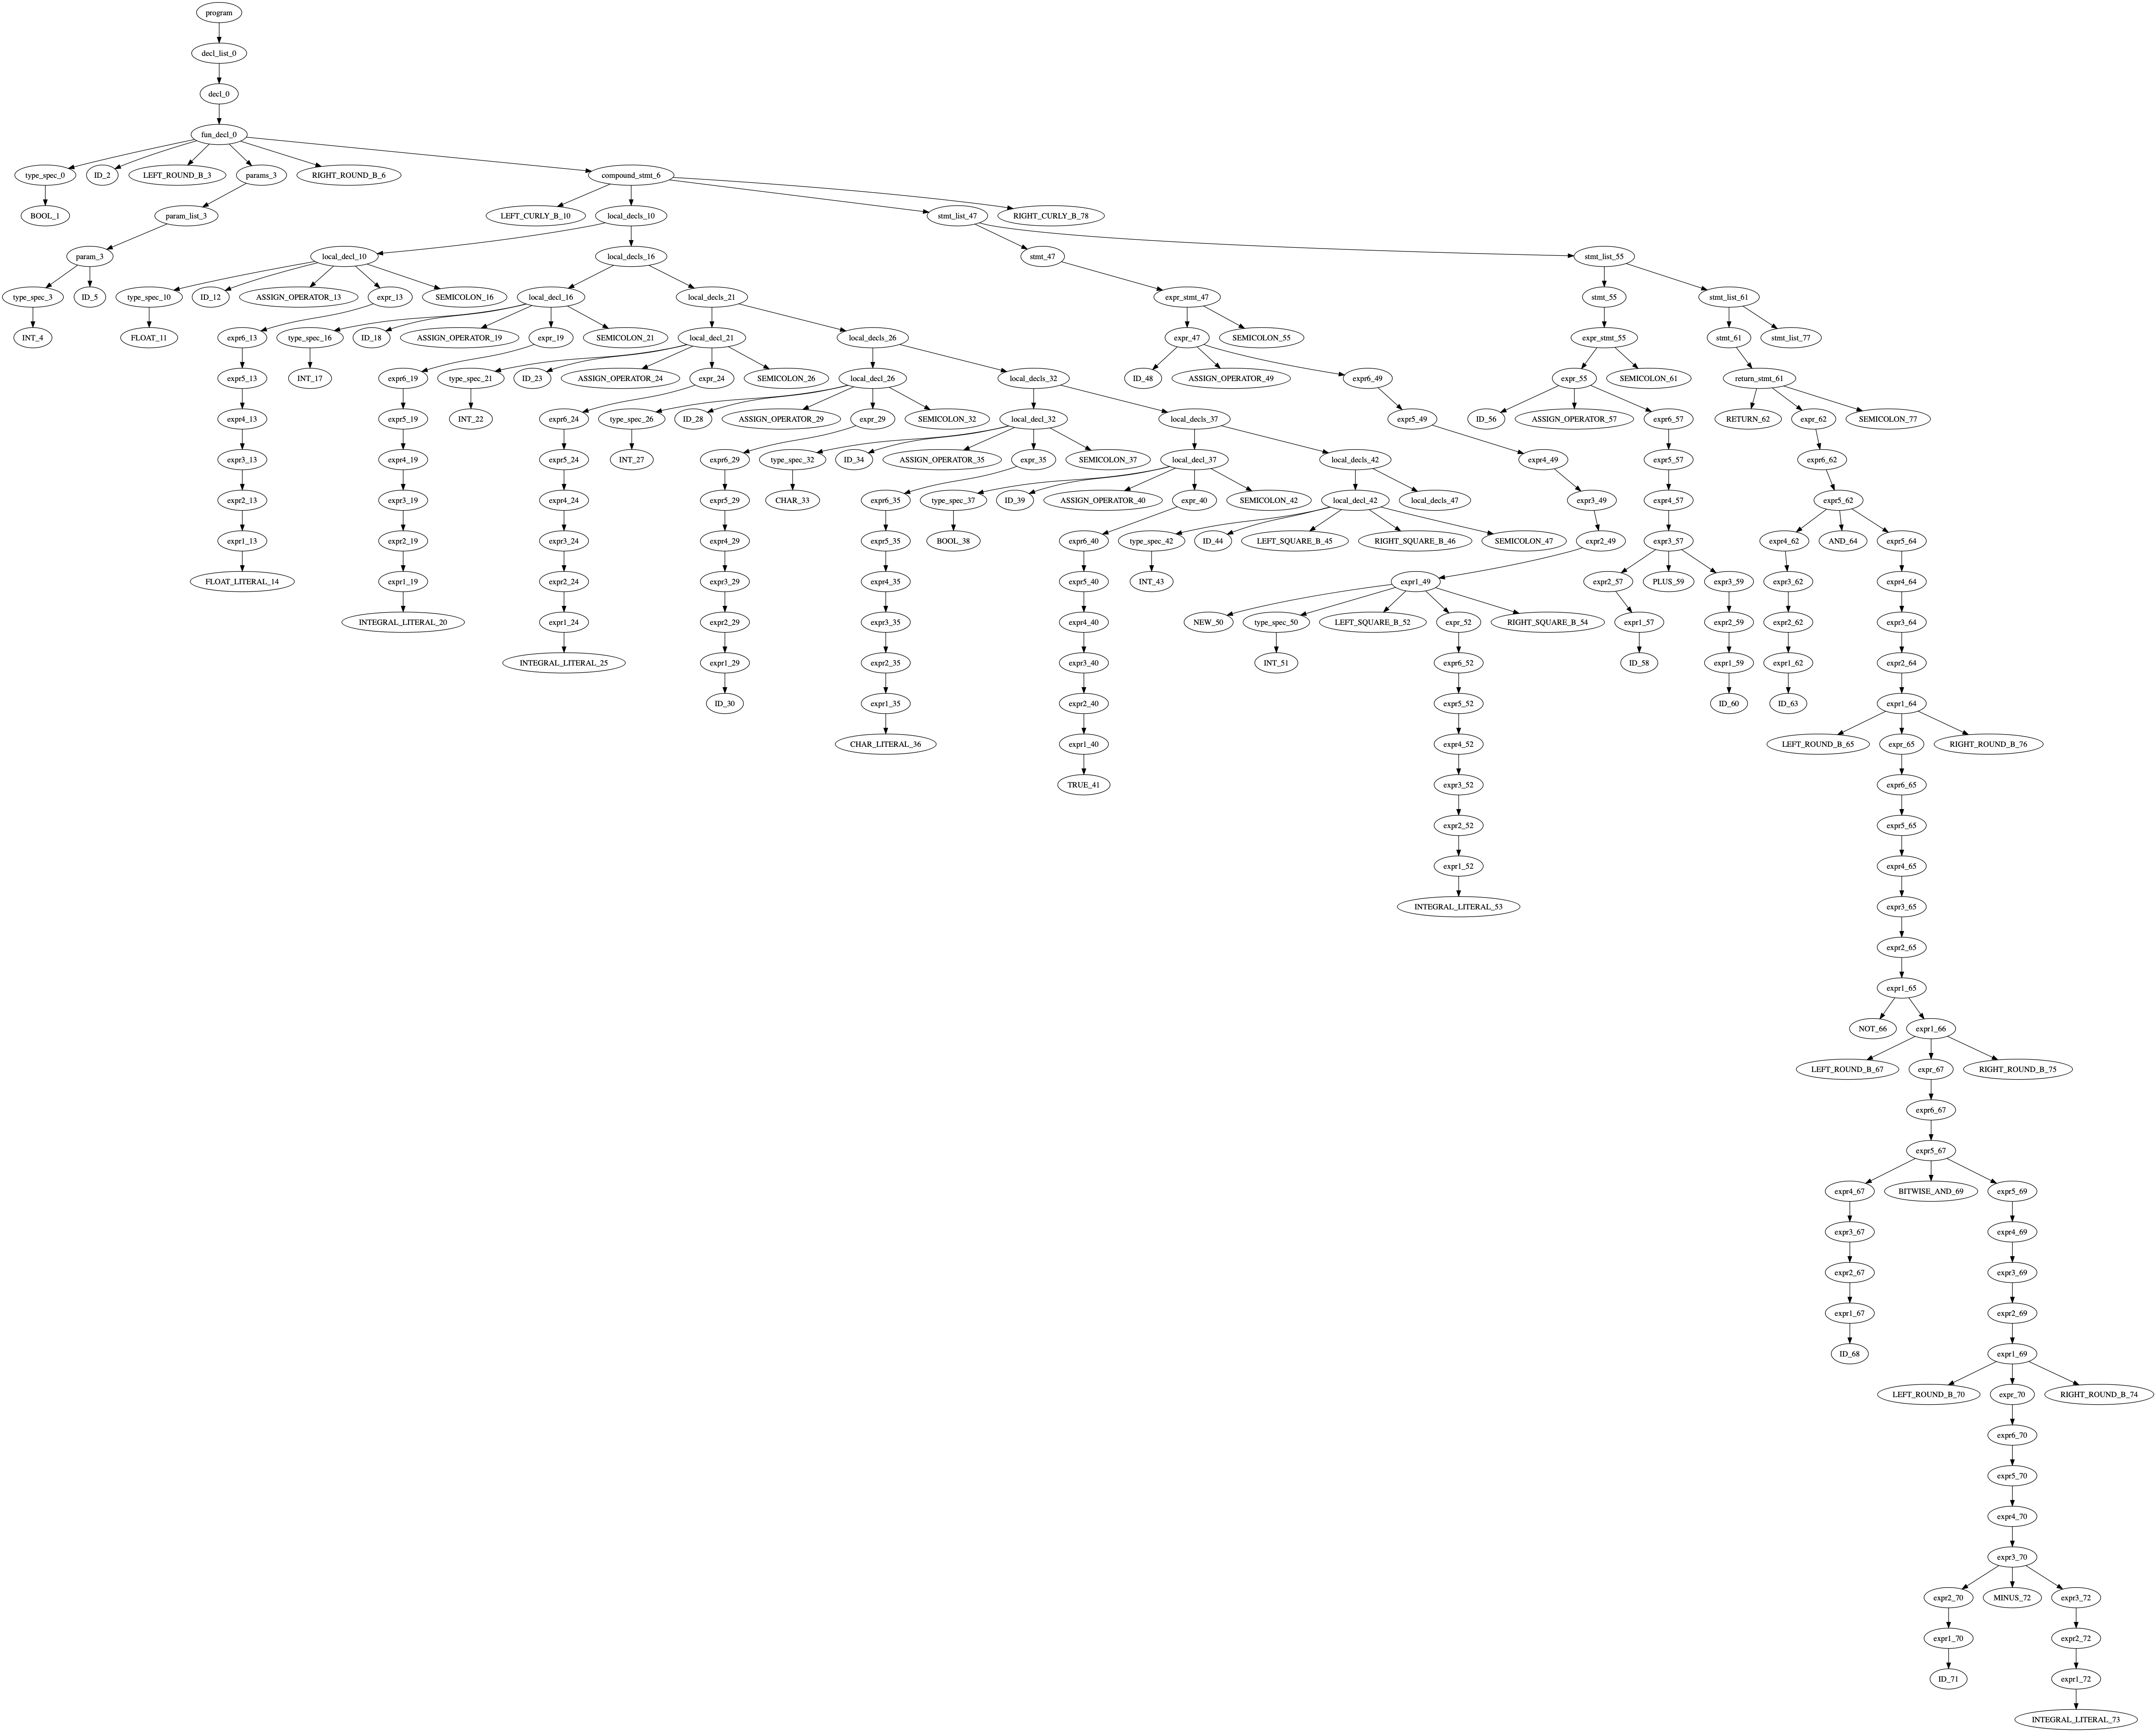 program
decl_list_0
decl_0
fun_decl_0
type_spec_0 ID_2 LEFT_ROUND_B_3 params_3 RIGHT_ROUND_B_6 compound_stmt_6
BOOL_1 param_list_3 LEFT_CURLY_B_10 local_decls_10 stmt_list_47 RIGHT_CURLY_B_78
param_3 local_decl_10 local_decls_16 stmt_47 stmt_list_55
type_spec_3 ID_5 type_spec_10 ID_12 ASSIGN_OPERATOR_13 expr_13 SEMICOLON_16 local_decl_16 local_decls_21 expr_stmt_47 stmt_55 stmt_list_61
INT_4 FLOAT_11 expr6_13 type_spec_16 ID_18 ASSIGN_OPERATOR_19 expr_19 SEMICOLON_21 local_decl_21 local_decls_26 expr_47 SEMICOLON_55 expr_stmt_55 stmt_61 stmt_list_77
expr5_13 INT_17 expr6_19 type_spec_21 ID_23 ASSIGN_OPERATOR_24 expr_24 SEMICOLON_26 local_decl_26 local_decls_32 ID_48 ASSIGN_OPERATOR_49 expr6_49 expr_55 SEMICOLON_61 return_stmt_61
expr4_13 expr5_19 INT_22 expr6_24 type_spec_26 ID_28 ASSIGN_OPERATOR_29 expr_29 SEMICOLON_32 local_decl_32 local_decls_37 expr5_49 ID_56 ASSIGN_OPERATOR_57 expr6_57 RETURN_62 expr_62 SEMICOLON_77
expr3_13 expr4_19 expr5_24 INT_27 expr6_29 type_spec_32 ID_34 ASSIGN_OPERATOR_35 expr_35 SEMICOLON_37 local_decl_37 local_decls_42 expr4_49 expr5_57 expr6_62
expr2_13 expr3_19 expr4_24 expr5_29 CHAR_33 expr6_35 type_spec_37 ID_39 ASSIGN_OPERATOR_40 expr_40 SEMICOLON_42 local_decl_42 local_decls_47 expr3_49 expr4_57 expr5_62
expr1_13 expr2_19 expr3_24 expr4_29 expr5_35 BOOL_38 expr6_40 type_spec_42 ID_44 LEFT_SQUARE_B_45 RIGHT_SQUARE_B_46 SEMICOLON_47 expr2_49 expr3_57 expr4_62 AND_64 expr5_64
FLOAT_LITERAL_14 expr1_19 expr2_24 expr3_29 expr4_35 expr5_40 INT_43 expr1_49 expr2_57 PLUS_59 expr3_59 expr3_62 expr4_64
INTEGRAL_LITERAL_20 expr1_24 expr2_29 expr3_35 expr4_40 NEW_50 type_spec_50 LEFT_SQUARE_B_52 expr_52 RIGHT_SQUARE_B_54 expr1_57 expr2_59 expr2_62 expr3_64
INTEGRAL_LITERAL_25 expr1_29 expr2_35 expr3_40 INT_51 expr6_52 ID_58 expr1_59 expr1_62 expr2_64
ID_30 expr1_35 expr2_40 expr5_52 ID_60 ID_63 expr1_64
CHAR_LITERAL_36 expr1_40 expr4_52 LEFT_ROUND_B_65 expr_65 RIGHT_ROUND_B_76
TRUE_41 expr3_52 expr6_65
expr2_52 expr5_65
expr1_52 expr4_65
INTEGRAL_LITERAL_53 expr3_65
expr2_65
expr1_65
NOT_66 expr1_66
LEFT_ROUND_B_67 expr_67 RIGHT_ROUND_B_75
expr6_67
expr5_67
expr4_67 BITWISE_AND_69 expr5_69
expr3_67 expr4_69
expr2_67 expr3_69
expr1_67 expr2_69
ID_68 expr1_69
LEFT_ROUND_B_70 expr_70 RIGHT_ROUND_B_74
expr6_70
expr5_70
expr4_70
expr3_70
expr2_70 MINUS_72 expr3_72
expr1_70 expr2_72
ID_71 expr1_72
INTEGRAL_LITERAL_73